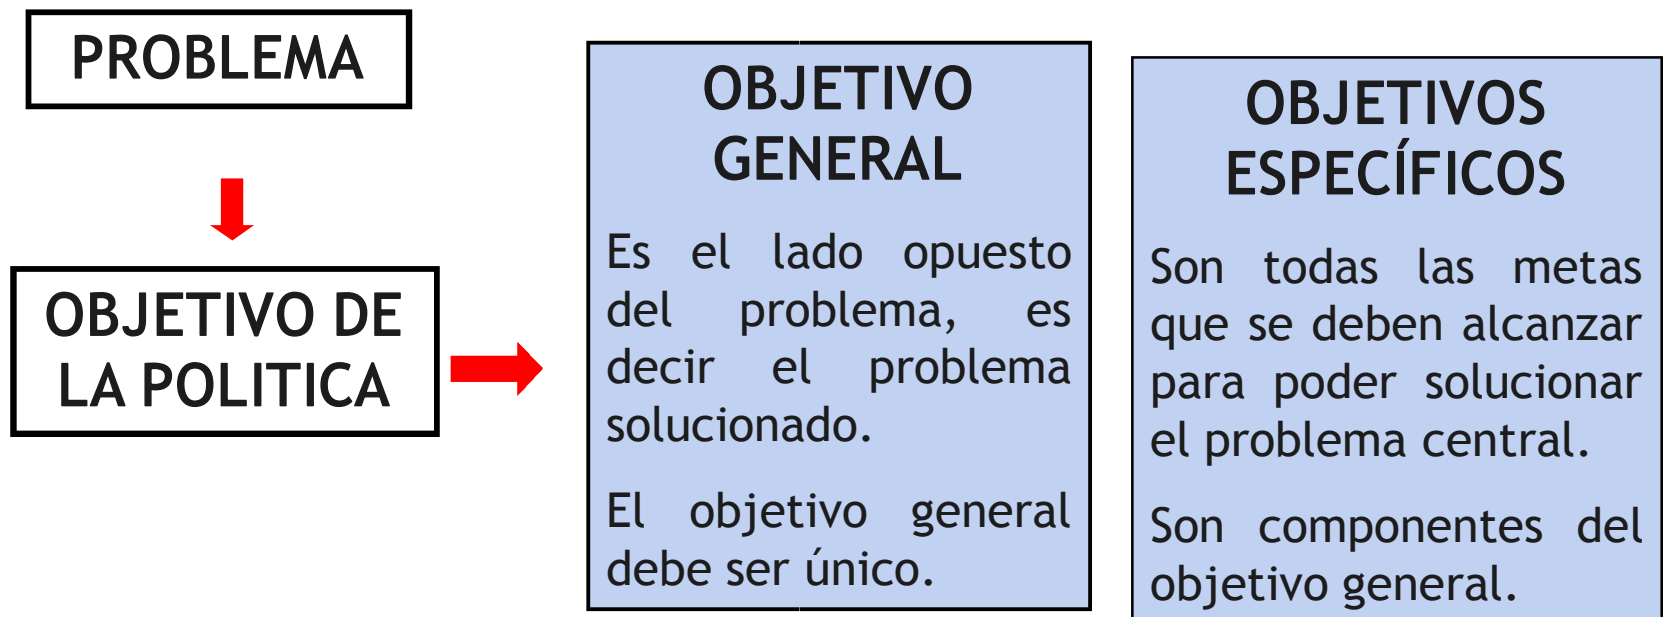 PROBLEMA
OBJETIVO DE
LA POLITICA
OBJETIVO
GENERAL
Es el lado opuesto
del problema, es
decir el problema
solucionado.
El objetivo general
debe ser único.
OBJETIVOS
ESPECÍFICOS
Son todas las metas
que se deben alcanzar
para poder solucionar
el problema central.
Son componentes del
objetivo general.